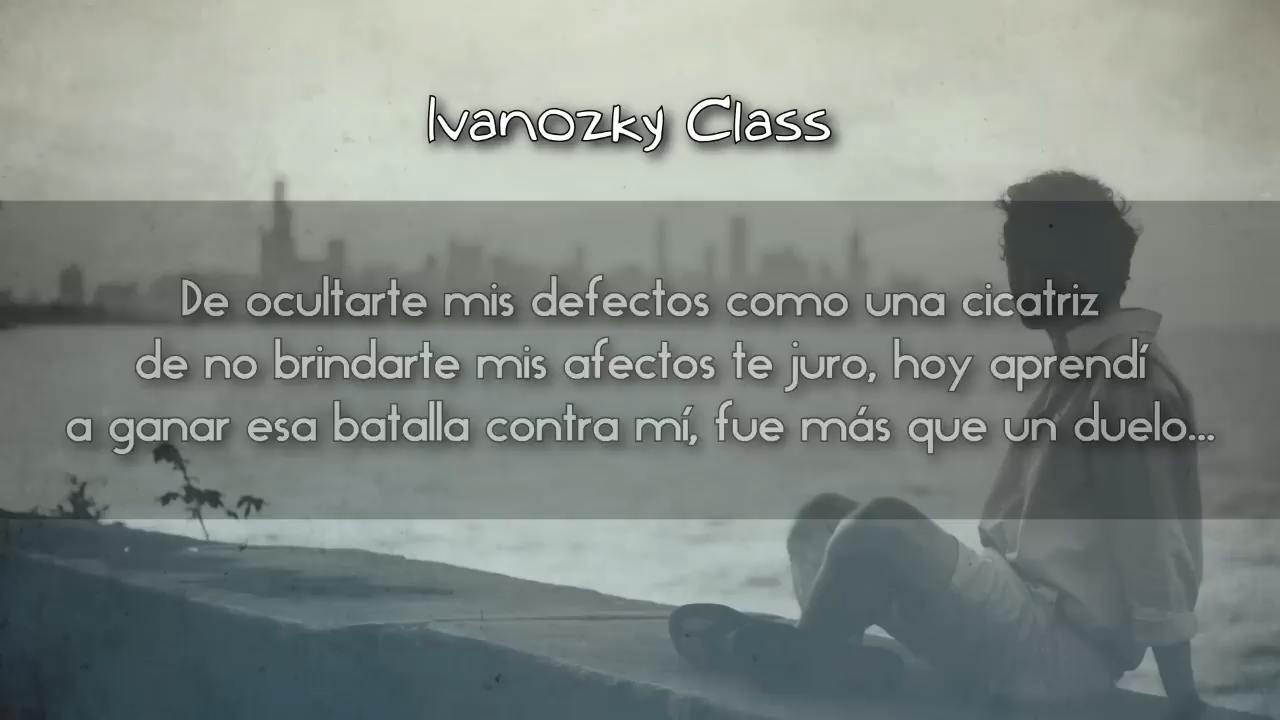 Ivanozky Class
De ocultarte mis defectos como una cicatriz
de no brindarte mis afectos te juro, hoy aprendí
a ganar esa batalla contra mí, fue más que un duelo...